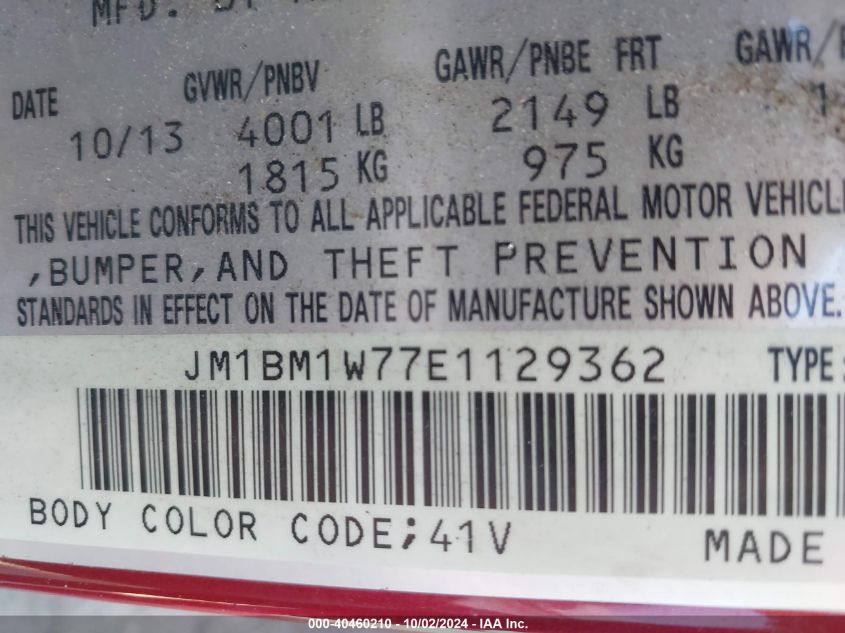 MFD. BY
DATE GVWR/PNBV GAWR/PNBE FRT GAWR/
10/13 4001 LB 2149 LB 1
1815 KG 975 KG
THIS VEHICLE CONFORMS TO ALL APPLICABLE FEDERAL MOTOR VEHICL
,BUMPER,AND THEFT PREVENTION
STANDARDS IN EFFECT ON THE DATE OF MANUFACTURE SHOWN ABOVE.
JM1BM1W77E1129362 TYPE:
BODY COLOR CODE;41V MADE
000-40460210 - 10/02/2024 - IAA Inc.